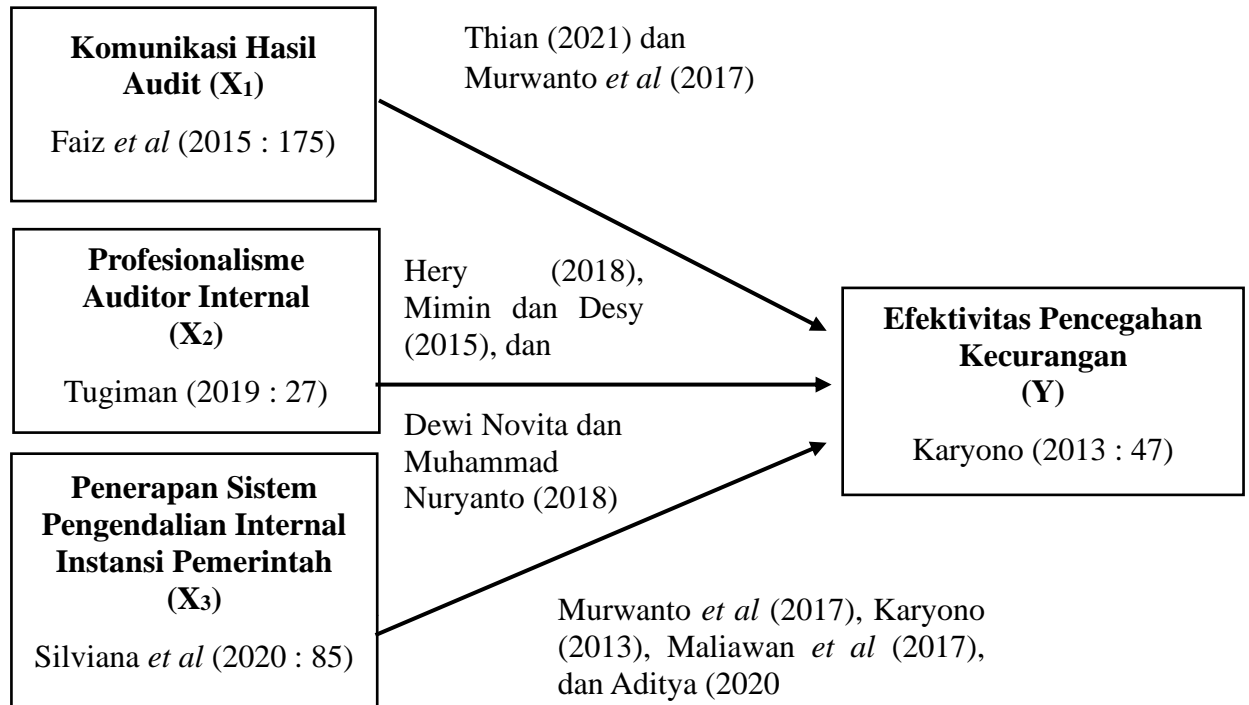 Komunikasi Hasil
Audit (X1)
Faiz et al (2015 : 175)
Thian (2021) dan
Murwanto et al (2017)
Profesionalisme
Auditor Internal
(X2)
Tugiman (2019 : 27)
Hery (2018),
Mimin dan Desy
(2015), dan
Dewi Novita dan
Muhammad
Nuryanto (2018)
Efektivitas Pencegahan
Kecurangan
(Y)
Karyono (2013 : 47)
Penerapan Sistem
Pengendalian Internal
Instansi Pemerintah
(X3)
Silviana et al (2020 : 85)
Murwanto et al (2017), Karyono
(2013), Maliawan et al (2017),
dan Aditya (2020